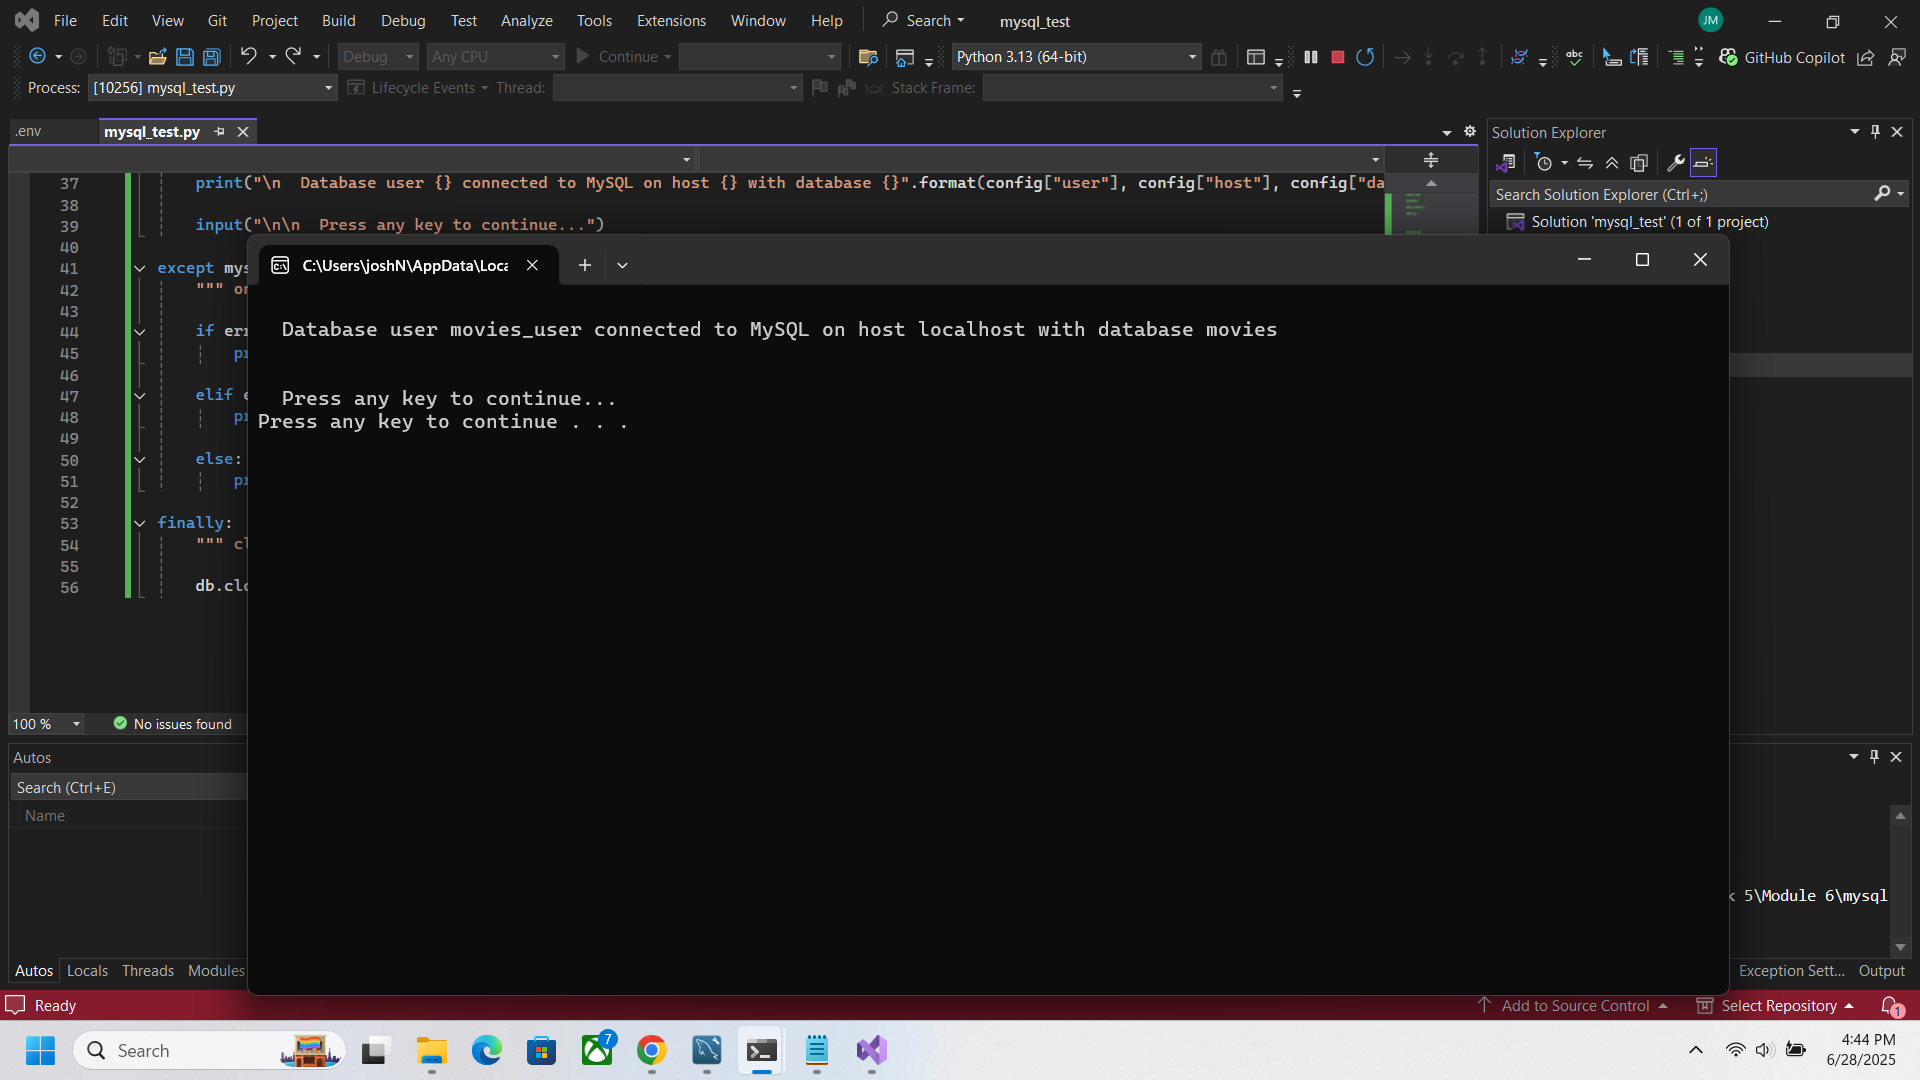 File Edit View Git Project Build Debug Test Analyze Tools Extensions Window Help Search mysql_test JM
Debug Any CPU Continue Python 3.13 (64-bit) abc GitHub Copilot
Process: [10256] mysql_test.py Lifecycle Events Thread: Stack Frame:
.env mysql_test.py
Solution Explorer
Search Solution Explorer (Ctrl+;)
Solution 'mysql_test' (1 of 1 project)
37 print("\n  Database user {} connected to MySQL on host {} with database {}".format(config["user"], config["host"], config["da
38
39 input("\n\n  Press any key to continue...")
40
41 except mys
42 """ on
43
44 if err
45 pr
46
47 elif e
48 pr
49
50 else:
51 pr
52
53 finally:
54 """ cl
55
56 db.clo
C:\Users\joshN\AppData\Loca
Database user movies_user connected to MySQL on host localhost with database movies
Press any key to continue...
Press any key to continue . . .
100 % No issues found
Autos
Search (Ctrl+E)
Name
5\Module 6\mysql
Autos Locals Threads Modules
Exception Sett... Output
Ready Add to Source Control Select Repository 1
Search 7
4:44 PM
6/28/2025